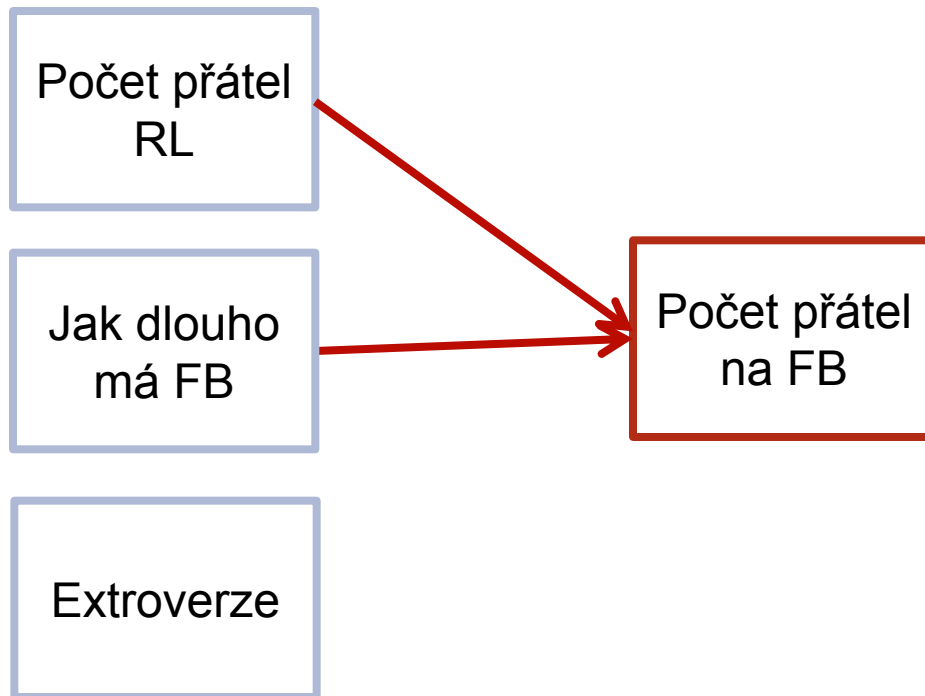 Počet přátel
RL
Jak dlouho
má FB
Extroverze
Počet přátel
na FB